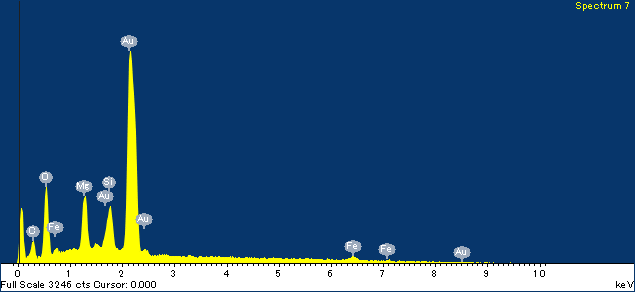 Spectrum 7
Au
O
Si
Mg
Au
Au
Fe
C
Fe
Fe
Au
0 1 2 3 4 5 6 7 8 9 10
Full Scale 3246 cts Cursor: 0.000 keV